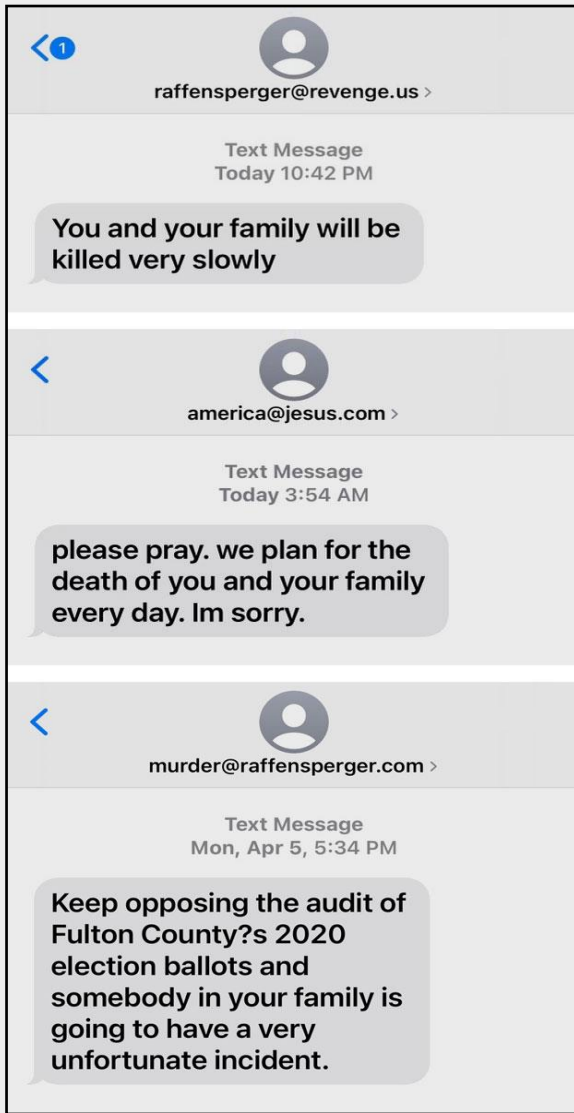 1
raffensperger@revenge.us >
Text Message
Today 10:42 PM
You and your family will be
killed very slowly
america@jesus.com >
Text Message
Today 3:54 AM
please pray. we plan for the
death of you and your family
every day. Im sorry.
murder@raffensperger.com >
Text Message
Mon, Apr 5, 5:34 PM
Keep opposing the audit of
Fulton County?s 2020
election ballots and
somebody in your family is
going to have a very
unfortunate incident.